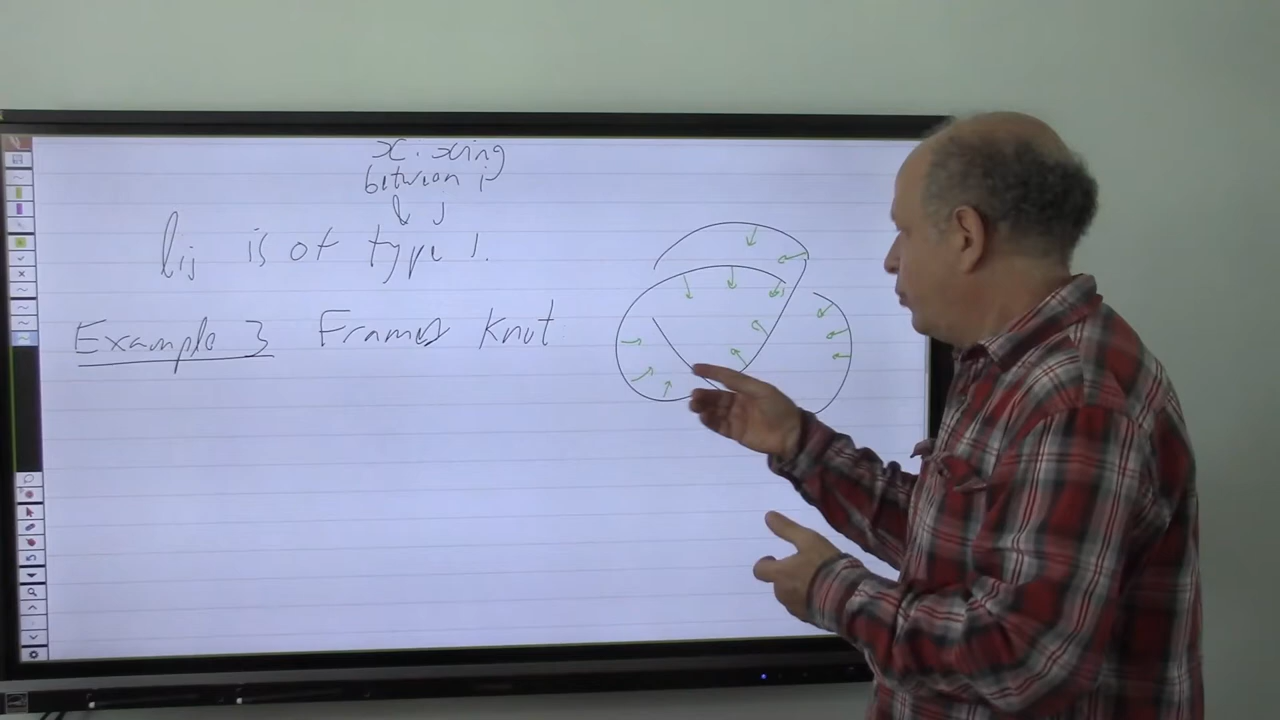 x. xing
between i
& j
lij is of type 1.
Example 3 Framed Knot